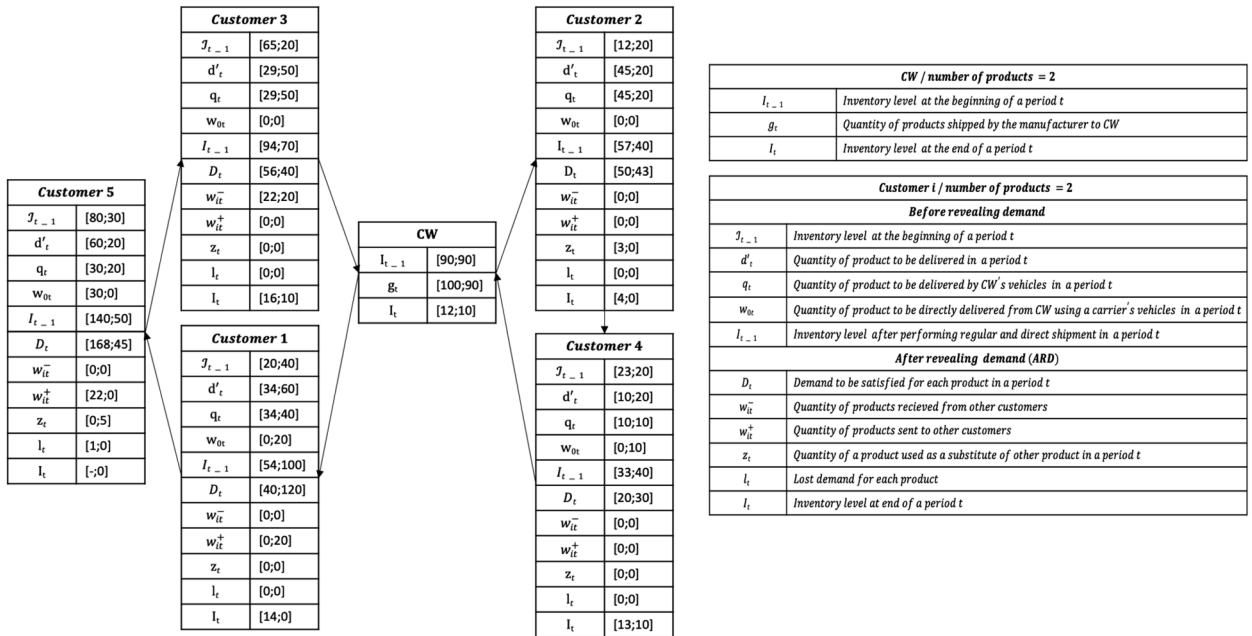 Customer 3
ℐt – 1 [65;20]
d′t [29;50]
qt [29;50]
w0t [0;0]
It – 1 [94;70]
Dt [56;40]
w−it [22;20]
w+it [0;0]
zt [0;0]
lt [0;0]
It [16;10]
Customer 2
ℐt – 1 [12;20]
d′t [45;20]
qt [45;20]
w0t [0;0]
It – 1 [57;40]
Dt [50;43]
w−it [0;0]
w+it [0;0]
zt [3;0]
lt [0;0]
It [4;0]
Customer 5
ℐt – 1 [80;30]
d′t [60;20]
qt [30;20]
w0t [30;0]
It – 1 [140;50]
Dt [168;45]
w−it [0;0]
w+it [22;0]
zt [0;5]
lt [1;0]
It [-;0]
CW
It – 1 [90;90]
gt [100;90]
It [12;10]
Customer 1
ℐt – 1 [20;40]
d′t [34;60]
qt [34;40]
w0t [0;20]
It – 1 [54;100]
Dt [40;120]
w−it [0;0]
w+it [0;20]
zt [0;0]
lt [0;0]
It [14;0]
Customer 4
ℐt – 1 [23;20]
d′t [10;20]
qt [10;10]
w0t [0;10]
It – 1 [33;40]
Dt [20;30]
w−it [0;0]
w+it [0;0]
zt [0;0]
lt [0;0]
It [13;10]
CW / number of products = 2
It – 1 Inventory level at the beginning of a period t
gt Quantity of products shipped by the manufacturer to CW
It Inventory level at the end of a period t
Customer i / number of products = 2
Before revealing demand
ℐt – 1 Inventory level at the beginning of a period t
d′t Quantity of product to be delivered in a period t
qt Quantity of product to be delivered by CW's vehicles in a period t
w0t Quantity of product to be directly delivered from CW using a carrier's vehicles in a period t
It – 1 Inventory level after performing regular and direct shipment in a period t
After revealing demand (ARD)
Dt Demand to be satisfied for each product in a period t
w−it Quantity of products recieved from other customers
w+it Quantity of products sent to other customers
zt Quantity of a product used as a substitute of other product in a period t
lt Lost demand for each product
It Inventory level at end of a period t